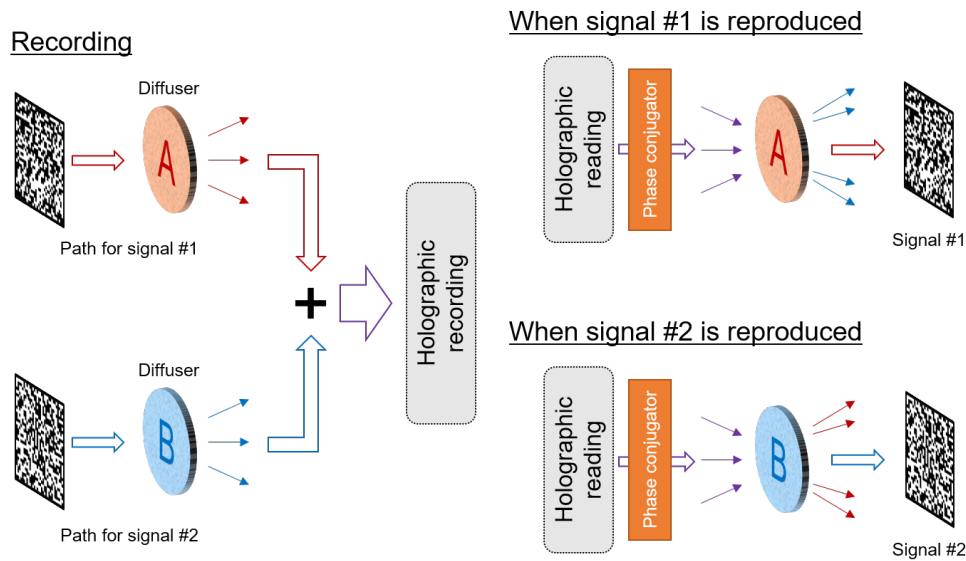 Recording
Diffuser
A
Path for signal #1
+
Holographic
recording
Diffuser
B
Path for signal #2
When signal #1 is reproduced
Holographic
reading
Phase conjugator
A
Signal #1
When signal #2 is reproduced
Holographic
reading
Phase conjugator
B
Signal #2